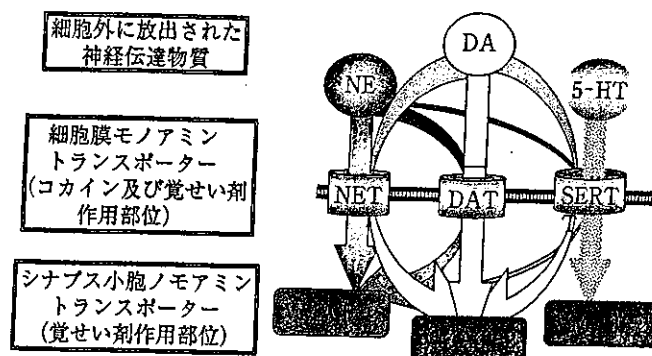 細胞外に放出された
神経伝達物質
DA
NE
5-HT
細胞膜モノアミン
トランスポーター
(コカイン及び覚せい剤
作用部位)
NET
DAT
SERT
シナプス小胞ノモアミン
トランスポーター
(覚せい剤作用部位)